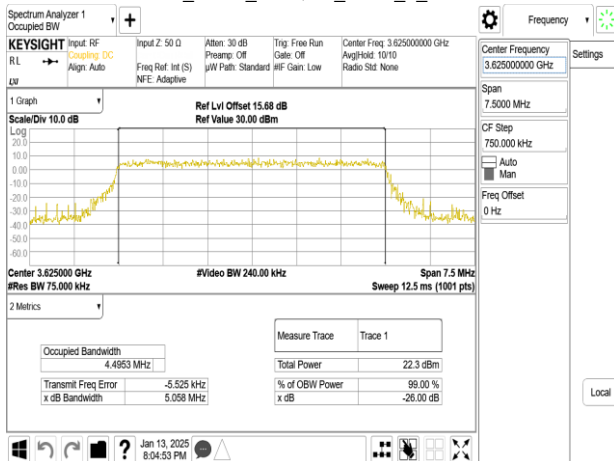 Spectrum Analyzer 1
Occupied BW
Frequency
KEYSIGHT
RL
Input: RF
Coupling: DC
Align: Auto
Input Z: 50 Ω
Freq Ref: Int (S)
NFE: Adaptive
Atten: 30 dB
Preamp: Off
µW Path: Standard
Trig: Free Run
Gate: Off
#IF Gain: Low
Center Freq: 3.625000000 GHz
Avg|Hold: 10/10
Radio Std: None
Center Frequency
3.625000000 GHz
Settings
Span
7.5000 MHz
CF Step
750.000 kHz
Auto
Man
Freq Offset
0 Hz
Local
1 Graph
Scale/Div 10.0 dB
Ref Lvl Offset 15.68 dB
Ref Value 30.00 dBm
Log
20.0
10.0
0.00
-10.0
-20.0
-30.0
-40.0
-50.0
-60.0
Center 3.625000 GHz
#Res BW 75.000 kHz
#Video BW 240.00 kHz
Span 7.5 MHz
Sweep 12.5 ms (1001 pts)
2 Metrics
Measure Trace Trace 1
Occupied Bandwidth
4.4953 MHz
Total Power 22.3 dBm
Transmit Freq Error -5.525 kHz
% of OBW Power 99.00 %
x dB Bandwidth 5.058 MHz
x dB -26.00 dB
Jan 13, 2025
8:04:53 PM